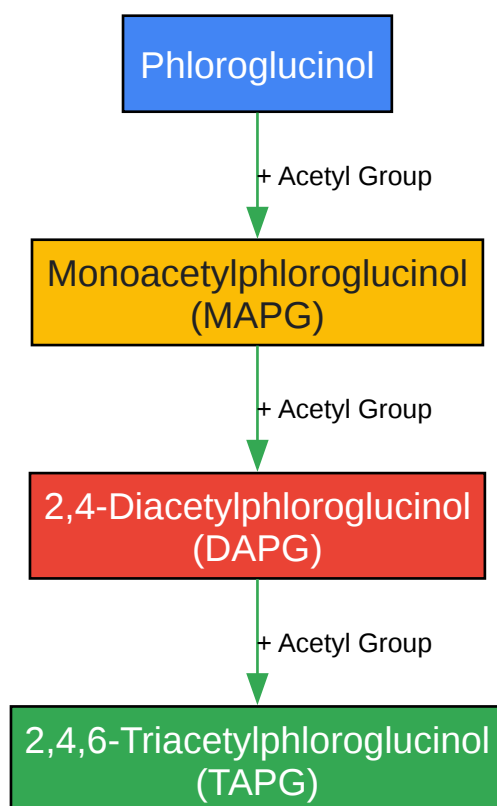 Phloroglucinol
+ Acetyl Group
Monoacetylphloroglucinol
(MAPG)
+ Acetyl Group
2,4-Diacetylphloroglucinol
(DAPG)
+ Acetyl Group
2,4,6-Triacetylphloroglucinol
(TAPG)